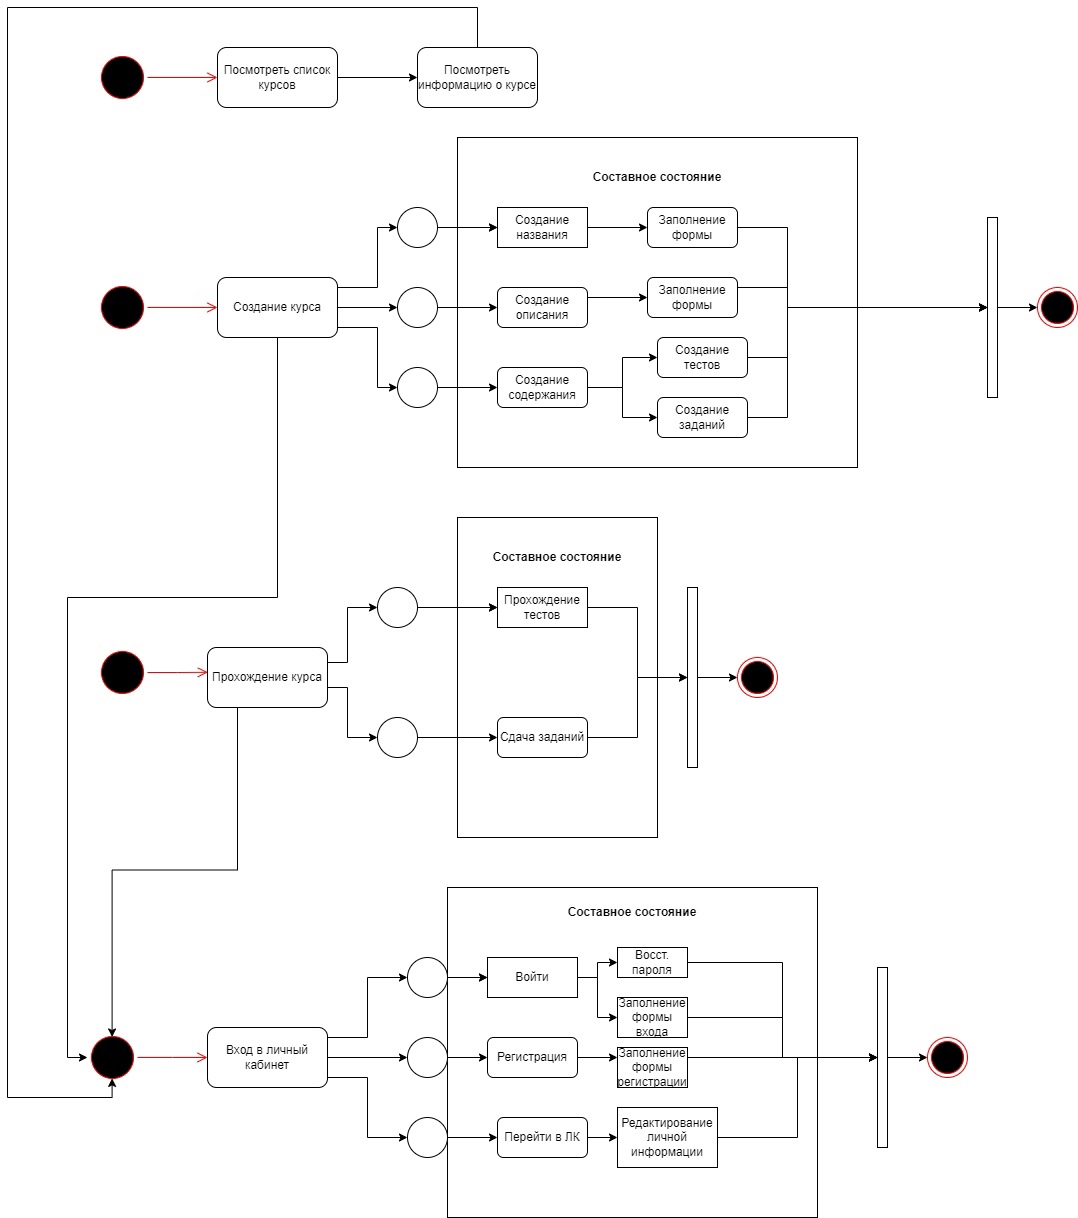 Посмотреть список
курсов
Посмотреть
информацию о курсе
Составное состояние
Создание
названия
Заполнение
формы
Создание курса
Создание
описания
Заполнение
формы
Создание
тестов
Создание
содержания
Создание
заданий
Составное состояние
Прохождение
тестов
Прохождение курса
Сдача заданий
Составное состояние
Войти
Восст.
пароля
Заполнение
формы
входа
Вход в личный
кабинет
Регистрация
Заполнение
формы
регистрации
Перейти в ЛК
Редактирование
личной
информации